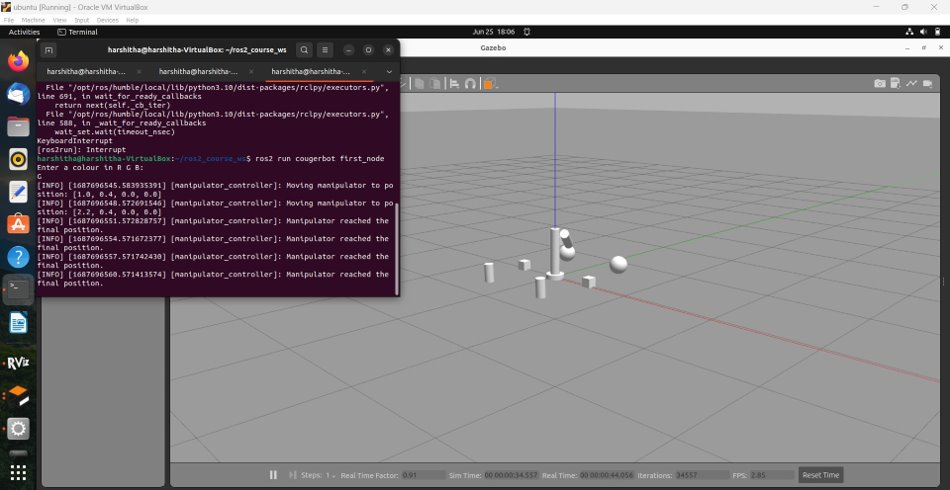 ubuntu [Running] - Oracle VM VirtualBox
File Machine View Input Devices Help
Activities Terminal Jun 25 18:06
harshitha@harshitha-VirtualBox: ~/ros2_course_ws
Gazebo
harshitha@harshitha-... harshitha@harshitha-... harshitha@harshitha-...
File "/opt/ros/humble/local/lib/python3.10/dist-packages/rclpy/executors.py",
line 691, in wait_for_ready_callbacks
return next(self._cb_iter)
File "/opt/ros/humble/local/lib/python3.10/dist-packages/rclpy/executors.py",
line 588, in _wait_for_ready_callbacks
wait_set.wait(timeout_nsec)
KeyboardInterrupt
[ros2run]: Interrupt
harshitha@harshitha-VirtualBox:~/ros2_course_ws$ ros2 run cougerbot first_node
Enter a colour in R G B:
G
[INFO] [1687696545.583935391] [manipulator_controller]: Moving manipulator to po
sition: [1.0, 0.4, 0.0, 0.0]
[INFO] [1687696548.572691546] [manipulator_controller]: Moving manipulator to po
sition: [2.2, 0.4, 0.0, 0.0]
[INFO] [1687696551.572828757] [manipulator_controller]: Manipulator reached the
final position.
[INFO] [1687696554.571672377] [manipulator_controller]: Manipulator reached the
final position.
[INFO] [1687696557.571742430] [manipulator_controller]: Manipulator reached the
final position.
[INFO] [1687696560.571413574] [manipulator_controller]: Manipulator reached the
final position.
RViz
Steps: 1 Real Time Factor: 0.91 Sim Time: 00 00:00:34.557 Real Time: 00 00:00:44.056 Iterations: 34557 FPS: 2.85 Reset Time